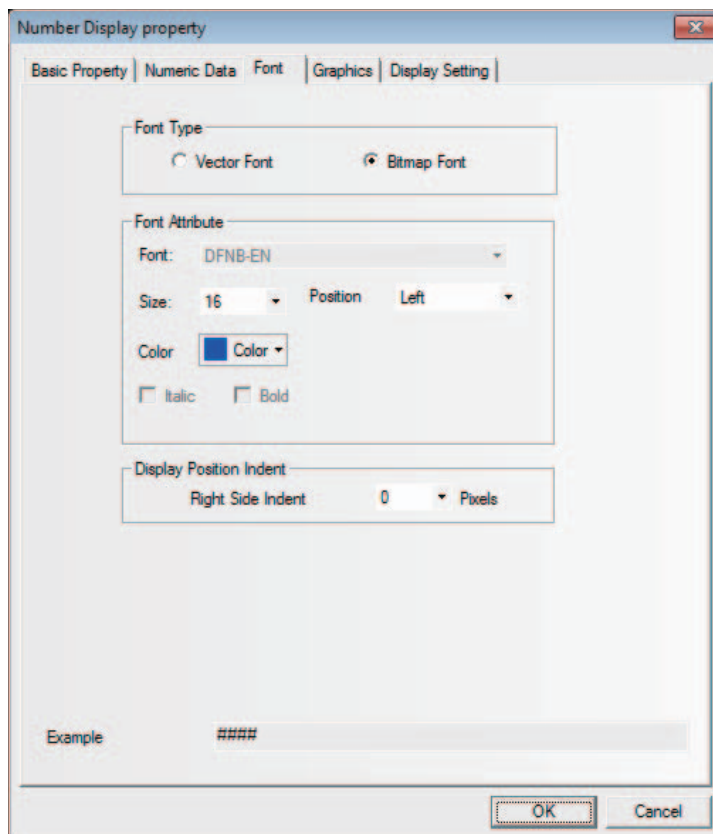 Number Display property
Basic Property Numeric Data Font Graphics Display Setting
Font Type
Vector Font Bitmap Font
Font Attribute
Font: DFNB-EN
Size: 16 Position Left
Color Color
Italic Bold
Display Position Indent
Right Side Indent 0 Pixels
Example ####
OK Cancel